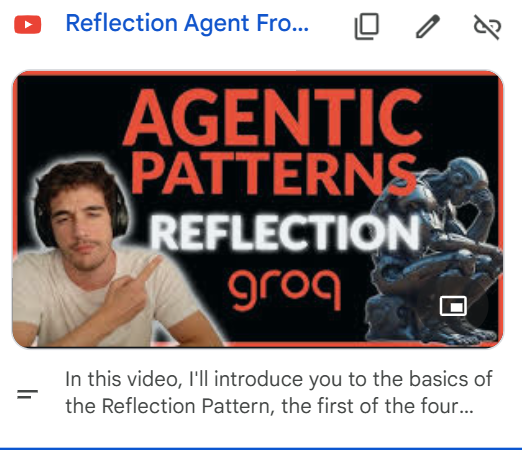 Reflection Agent Fro...
AGENTIC
PATTERNS
REFLECTION
groq
In this video, I'll introduce you to the basics of
the Reflection Pattern, the first of the four...